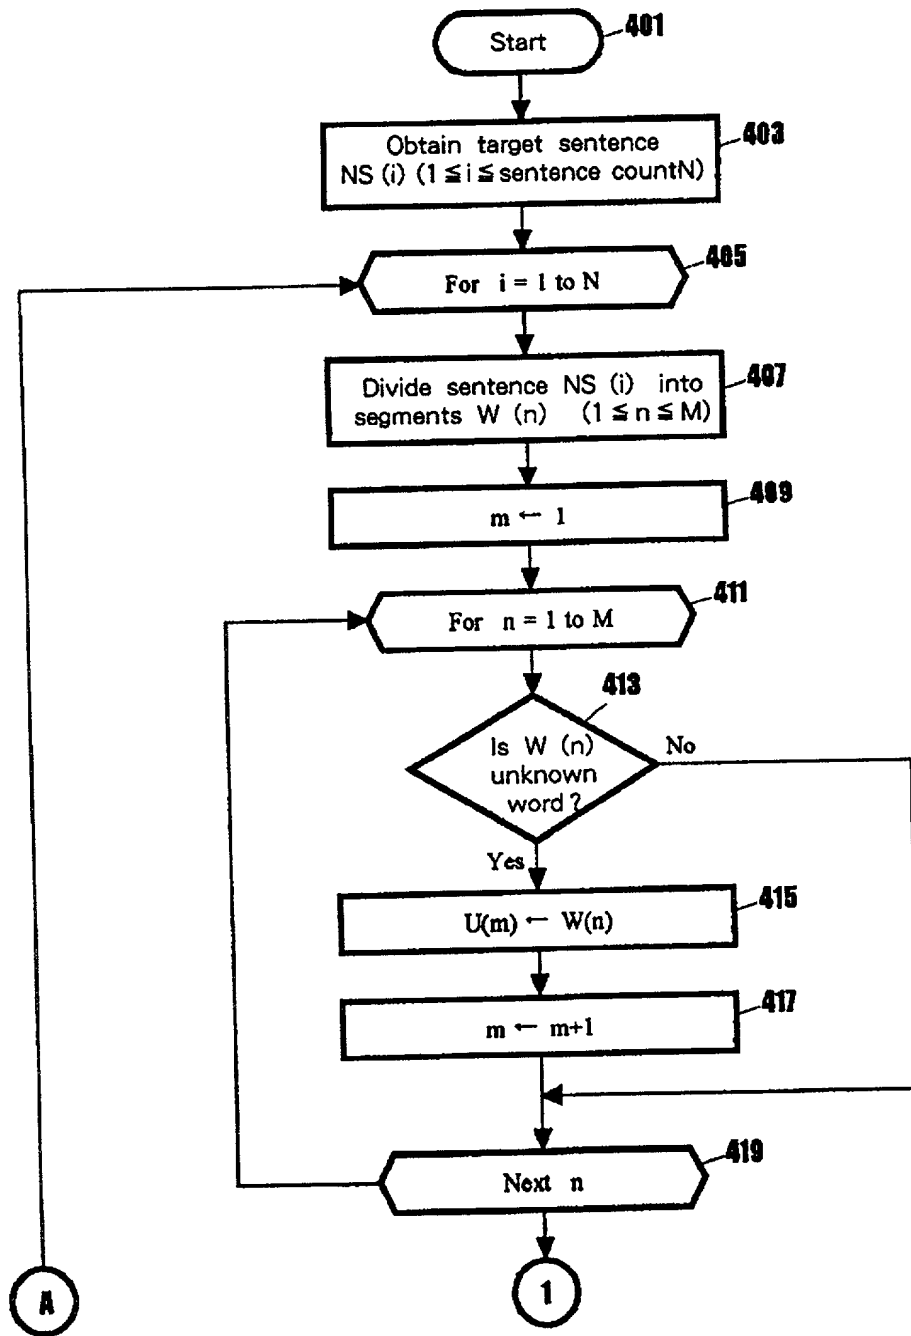 Start
401
Obtain target sentence
NS (i) (1 ≦ i ≦ sentence countN)
403
For i = 1 to N
405
Divide sentence NS (i) into
segments W (n) (1 ≦ n ≦ M)
407
m ← 1
409
For n = 1 to M
411
413
Is W (n)
unknown
word ?
No
Yes
U(m) ← W(n)
415
m ← m+1
417
Next n
419
A
1